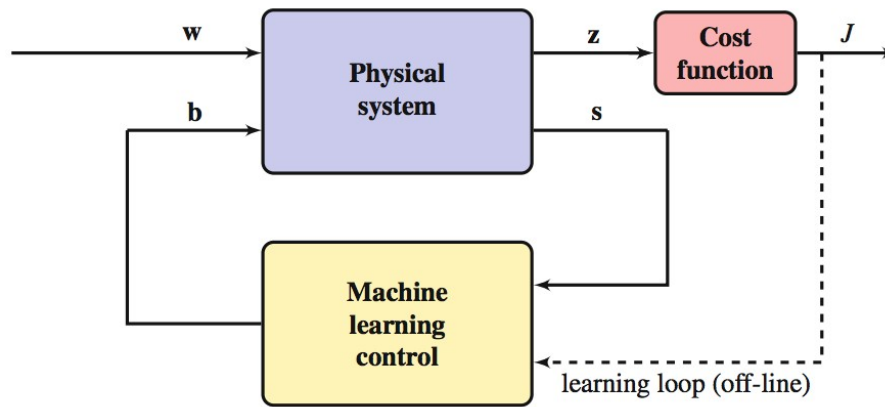 w
z
Cost
function
J
Physical
system
b
s
Machine
learning
control
learning loop (off-line)